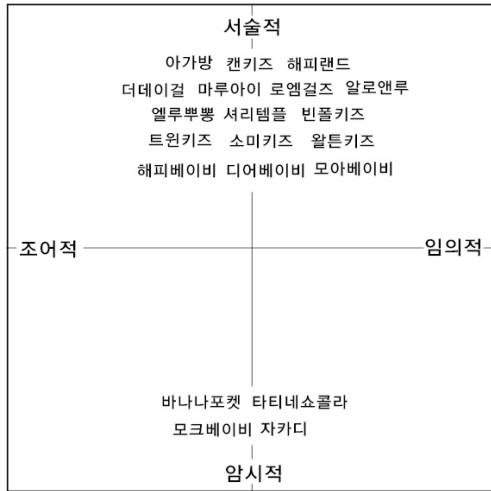 서술적
아가방 캔키즈 해피랜드
더데이걸 마루아이 로엠걸즈 알로앤루
엘루뿌뽕 셔리템플 빈폴키즈
트윈키즈 소미키즈 왈튼키즈
해피베이비 디어베이비 모아베이비
조어적 임의적
바나나포켓 타티네쇼콜라
모크베이비 자카디
암시적